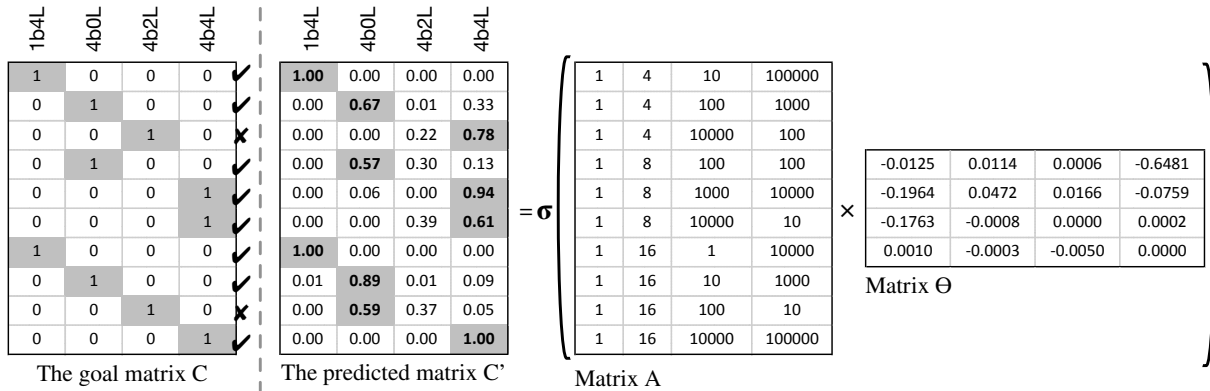 1b4L 4b0L 4b2L 4b4L 1b4L 4b0L 4b2L 4b4L
1 0 0 0 ✔ 1.00 0.00 0.00 0.00 1 4 10 100000
0 1 0 0 ✔ 0.00 0.67 0.01 0.33 1 4 100 1000
0 0 1 0 ✘ 0.00 0.00 0.22 0.78 1 4 10000 100
0 1 0 0 ✔ 0.00 0.57 0.30 0.13 1 8 100 100 -0.0125 0.0114 0.0006 -0.6481
0 0 0 1 ✔ 0.00 0.06 0.00 0.94 1 8 1000 10000 -0.1964 0.0472 0.0166 -0.0759
0 0 0 1 ✔ 0.00 0.00 0.39 0.61 = σ 1 8 10000 10 × -0.1763 -0.0008 0.0000 0.0002
1 0 0 0 ✔ 1.00 0.00 0.00 0.00 1 16 1 10000 0.0010 -0.0003 -0.0050 0.0000
0 1 0 0 ✔ 0.01 0.89 0.01 0.09 1 16 10 1000 Matrix Θ
0 0 1 0 ✘ 0.00 0.59 0.37 0.05 1 16 100 10
0 0 0 1 ✔ 0.00 0.00 0.00 1.00 1 16 10000 100000
The goal matrix C The predicted matrix C’ Matrix A